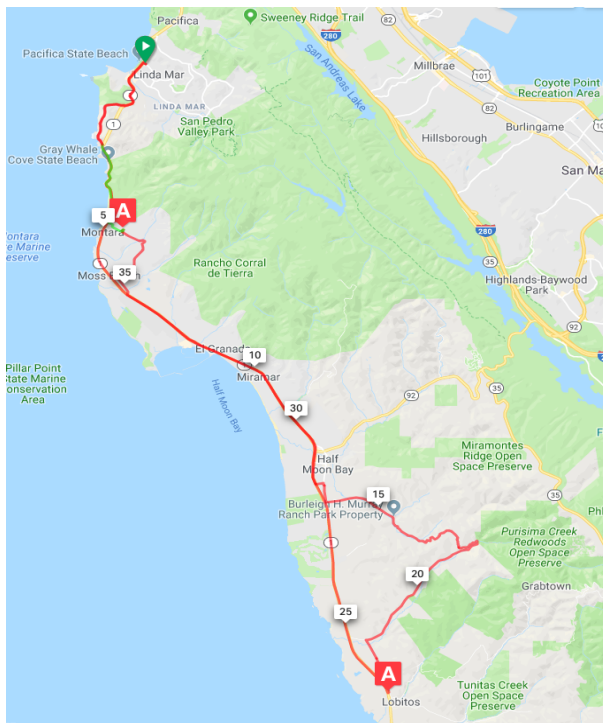 Pacifica
Sweeney Ridge Trail
280
Pacifica State Beach
Linda Mar
Millbrae
101
Coyote Point
Recreation Area
San Andreas Lake
LINDA MAR
82
Burlingame
1
San Pedro
Valley Park
Hillsborough
82
San Ma
Gray Whale
Cove State Beach
A
5
Montara
280
ontara
State Marine
eserve
35
Rancho Corral
de Tierra
Highlands-Baywood
Park
Moss
35
Pillar Point
State Marine
Conservation
Area
El Granada
10
Miramar
92
92
Half Moon Bay
30
Half
Moon Bay
Miramontes
Ridge Open
Space Preserve
15
35
Burleigh H. Mur
Ranch Park Property
Ph
Purisima Creek
Redwoods
Open Space
Preserve
20
Grabtown
25
A
Lobitos
Tunitas Creek
Open Space
Preserve